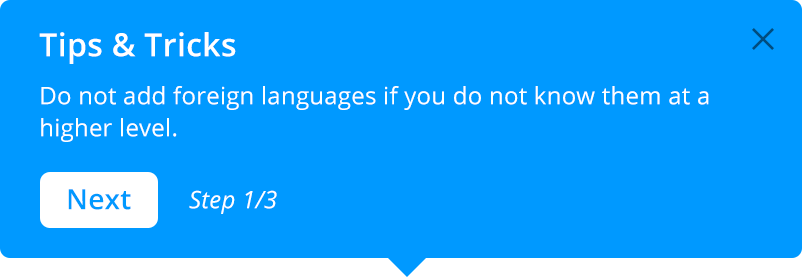 Tips & Tricks
Do not add foreign languages if you do not know them at a
higher level.
Next
Step 1/3